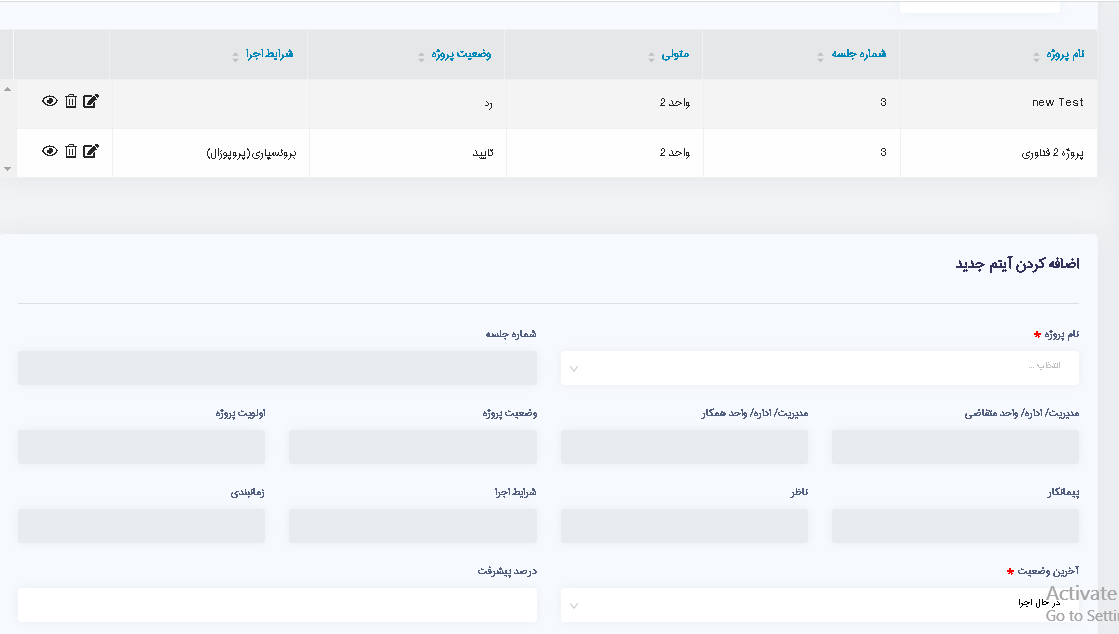 نام پروژه شماره جلسه متولی وضعیت پروژه شرایط اجرا
new Test 3 واحد 2 رد
پروژه 2 فناوری 3 واحد 2 تایید برونسپاری (پروپوزال)
اضافه کردن آیتم جدید
نام پروژه * شماره جلسه
انتخاب ...
مدیریت/ اداره/ واحد متقاضی مدیریت/ اداره/ واحد همکار وضعیت پروژه اولویت پروژه
پیمانکار ناظر شرایط اجرا زمانبندی
آخرین وضعیت * درصد پیشرفت
در حال اجرا
Activate
Go to Setti